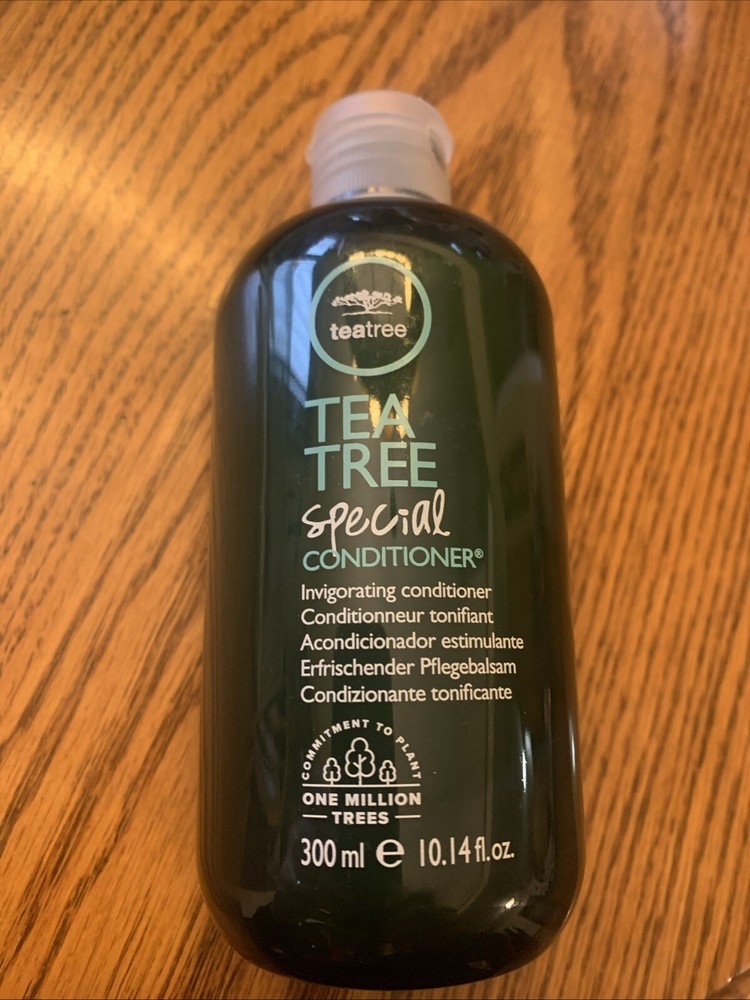 teatree
TEA
TREE
special
CONDITIONER®
Invigorating conditioner
Conditionneur tonifiant
Acondicionador estimulante
Erfrischender Pflegebalsam
Condizionante tonificante
COMMITMENT TO PLANT
ONE MILLION
TREES
300 ml ℮ 10.14 fl.oz.